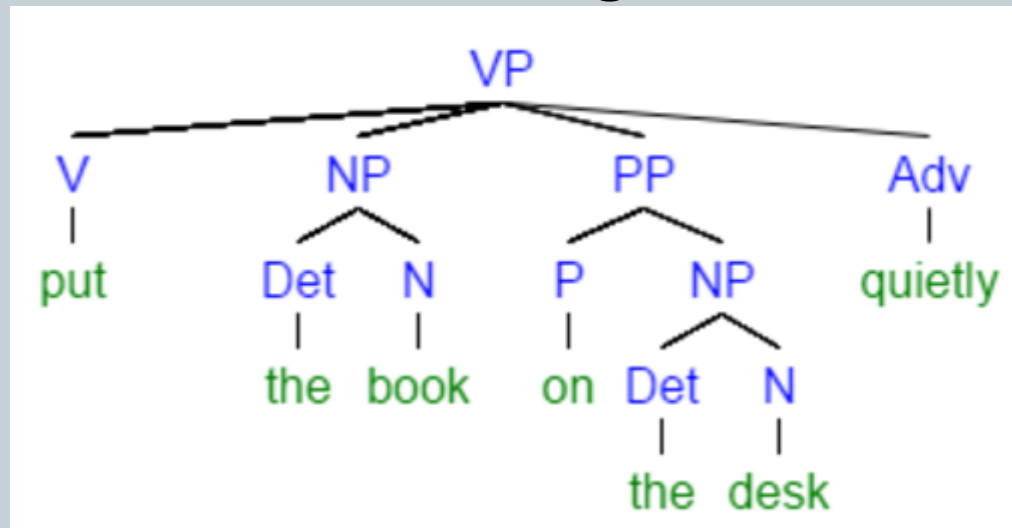 VP
V NP PP Adv
put Det N P NP quietly
the book on Det N
the desk